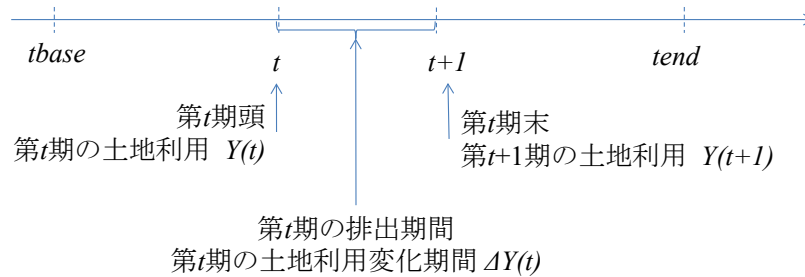 tbase
t
t+1
tend
第t期頭
第t期の土地利用 Y(t)
第t期末
第t+1期の土地利用 Y(t+1)
第t期の排出期間
第t期の土地利用変化期間 ΔY(t)